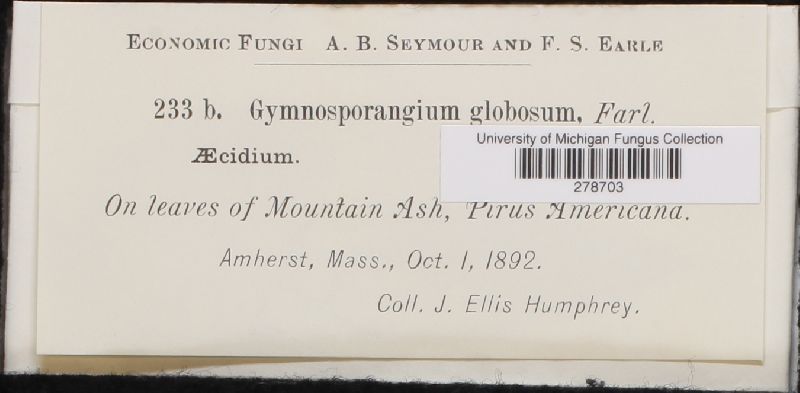 ECONOMIC FUNGI A. B. SEYMOUR AND F. S. EARLE
233 b. Gymnosporangium globosum, Farl.
University of Michigan Fungus Collection
278703
Æcidium.
On leaves of Mountain Ash, Pirus Americana.
Amherst, Mass., Oct. 1, 1892.
Coll. J. Ellis Humphrey.